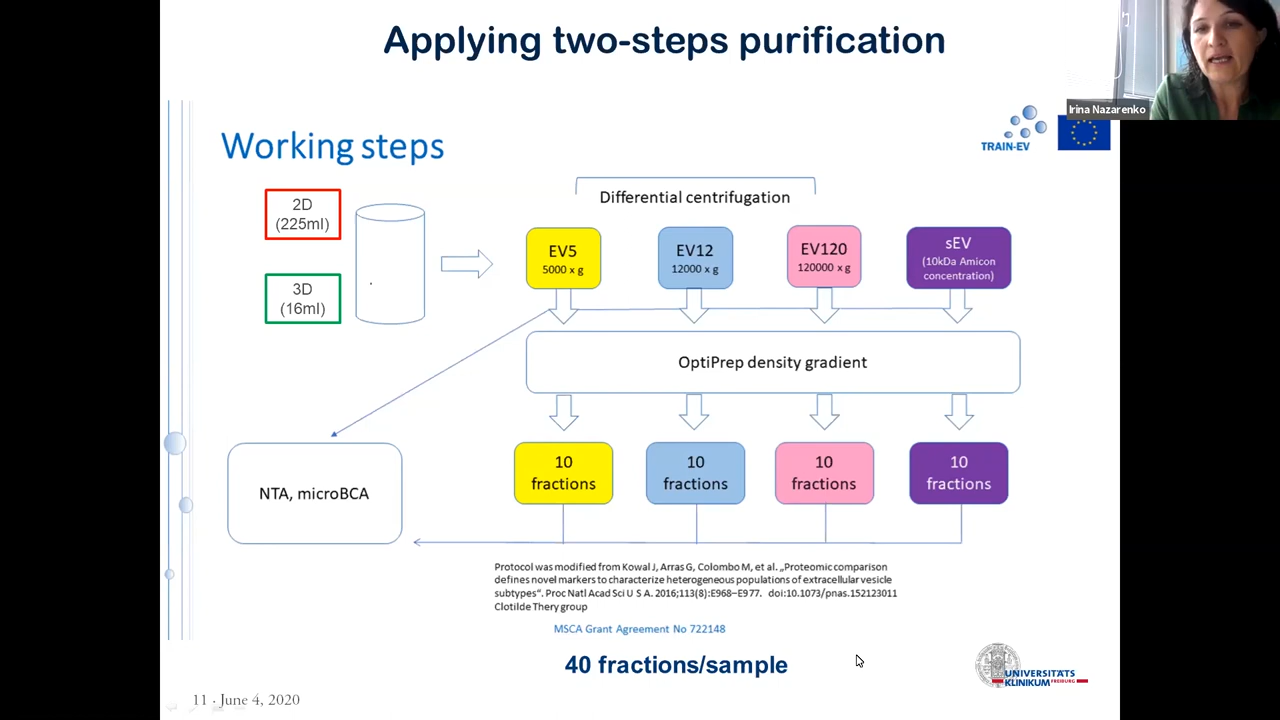 Applying two-steps purification
Irina Nazarenko
Working steps
TRAIN-EV
2D
(225ml)
3D
(16ml)
Differential centrifugation
EV5
5000 x g
EV12
12000 x g
EV120
120000 x g
sEV
(10kDa Amicon
concentration)
OptiPrep density gradient
NTA, microBCA
10
fractions
10
fractions
10
fractions
10
fractions
Protocol was modified from Kowal J, Arras G, Colombo M, et al. „Proteomic comparison
defines novel markers to characterize heterogeneous populations of extracellular vesicle
subtypes“. Proc Natl Acad Sci U S A. 2016;113(8):E968–E977. doi:10.1073/pnas.152123011
Clotilde Thery group
MSCA Grant Agreement No 722148
40 fractions/sample
UNIVERSITÄTS
KLINIKUM FREIBURG
11 · June 4, 2020